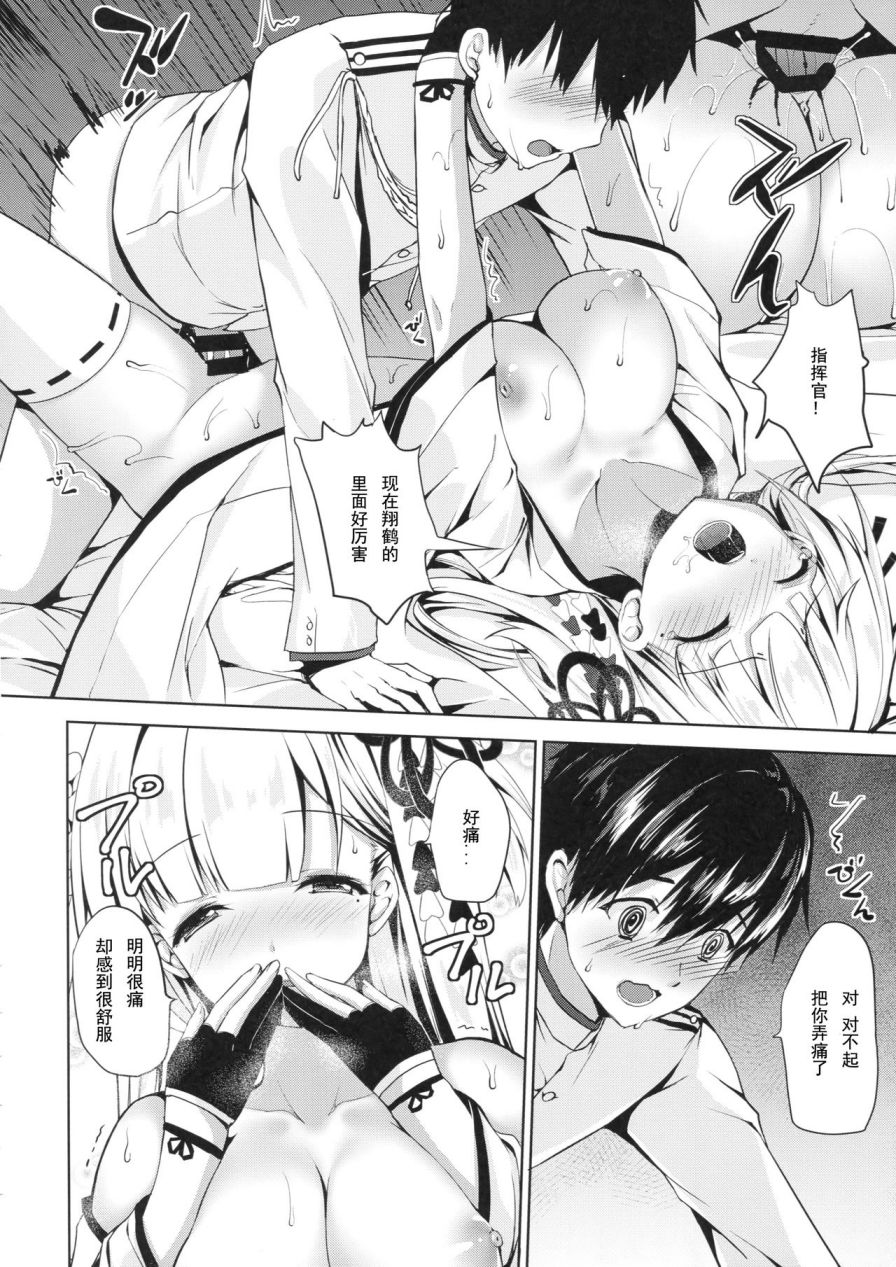 指挥官！
现在翔鹤的
里面好厉害
对 对不起
把你弄痛了
好痛…
明明很痛
却感到很舒服
プル
プル